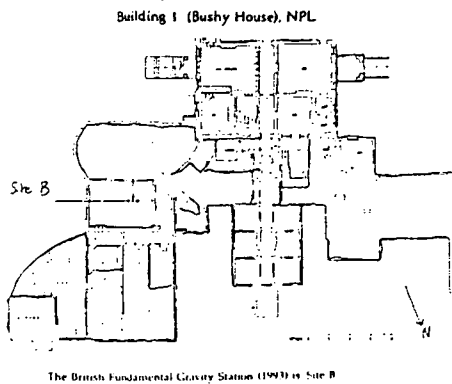 Building 1 (Bushy House), NPL
Site B
N
The British Fundamental Gravity Station (1993) is Site B